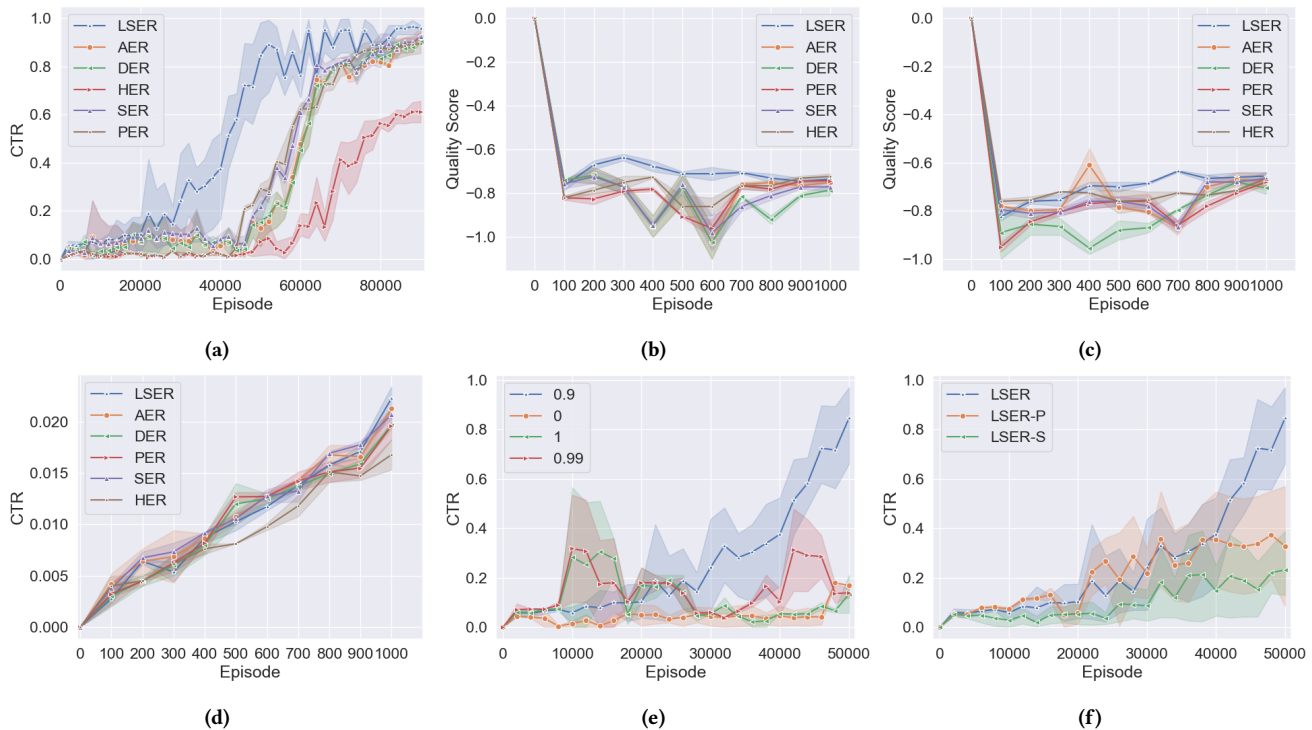 1.0
0.8
0.6
0.4
0.2
0.0
CTR
LSER
AER
DER
HER
SER
PER
0 20000 40000 60000 80000
Episode
(a)
−0.0
−0.2
−0.4
−0.6
−0.8
−1.0
Quality Score
LSER
AER
DER
PER
SER
HER
0 100 200 300 400 500 600 700 800 900 1000
Episode
(b)
−0.0
−0.2
−0.4
−0.6
−0.8
−1.0
Quality Score
LSER
AER
DER
PER
SER
HER
0 100 200 300 400 500 600 700 800 900 1000
Episode
(c)
0.020
0.015
0.010
0.005
0.000
CTR
LSER
AER
DER
PER
SER
HER
0 100 200 300 400 500 600 700 800 900 1000
Episode
(d)
1.0
0.8
0.6
0.4
0.2
0.0
CTR
0.9
0
1
0.99
0 10000 20000 30000 40000 50000
Episode
(e)
1.0
0.8
0.6
0.4
0.2
0.0
CTR
LSER
LSER-P
LSER-S
0 10000 20000 30000 40000 50000
Episode
(f)